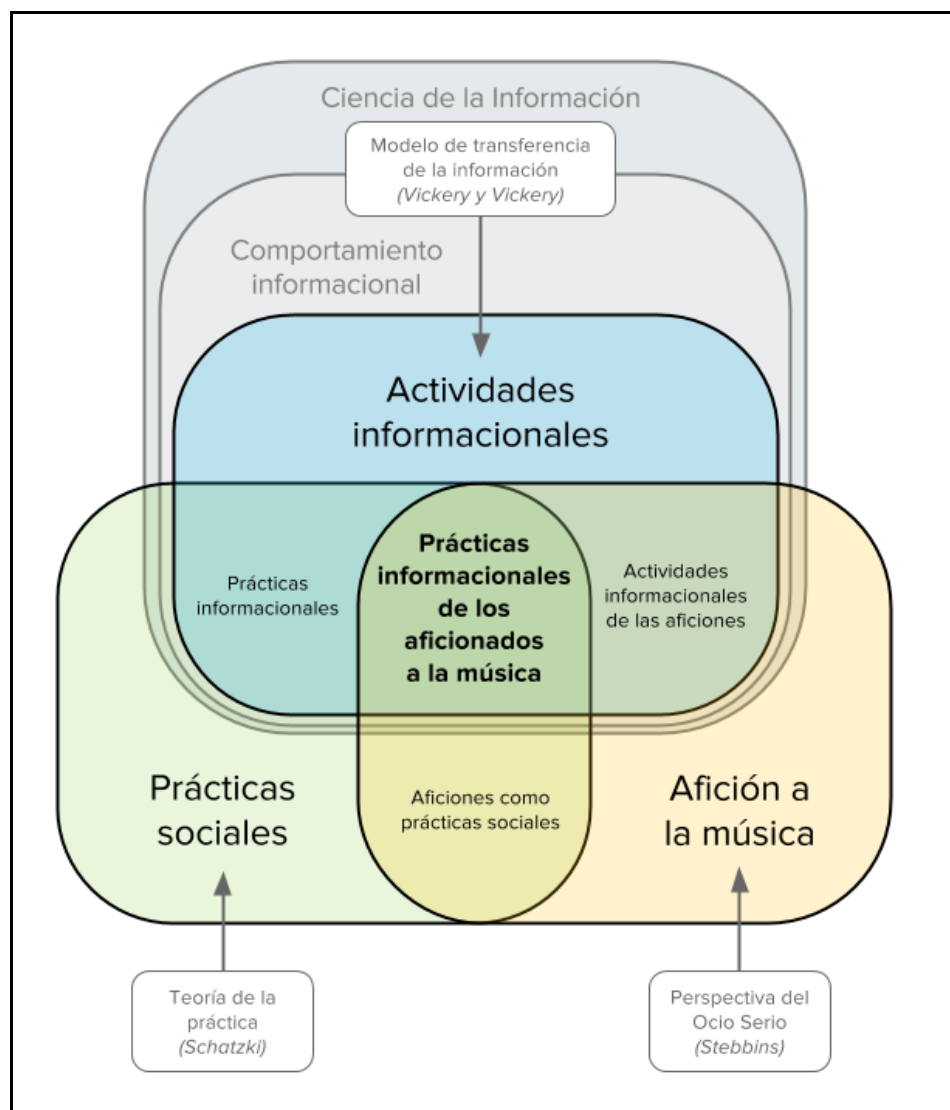 Ciencia de la Información
Modelo de transferencia
de la información
(Vickery y Vickery)
Comportamiento
informacional
Actividades
informacionales
Prácticas
informacionales
Prácticas
informacionales
de los
aficionados
a la música
Actividades
informacionales
de las aficiones
Prácticas
sociales
Aficiones como
prácticas sociales
Afición a
la música
Teoría de la
práctica
(Schatzki)
Perspectiva del
Ocio Serio
(Stebbins)